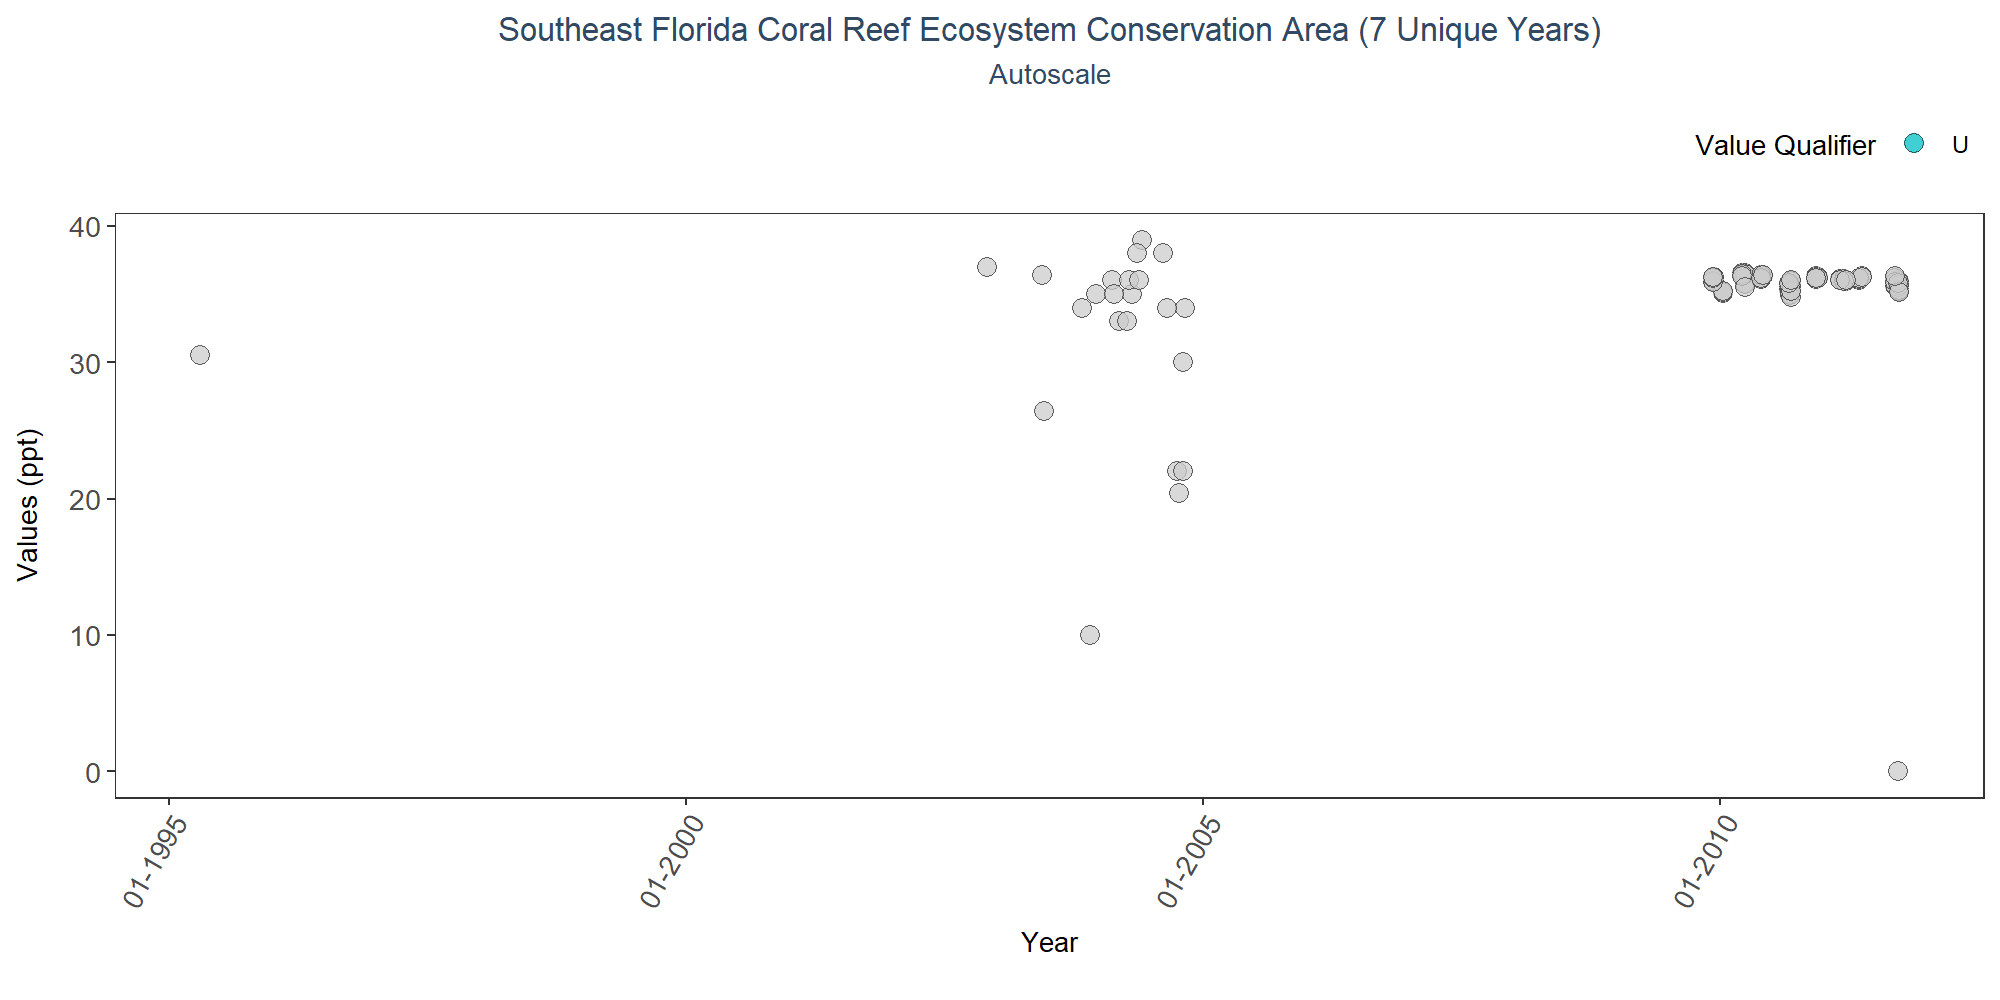 Southeast Florida Coral Reef Ecosystem Conservation Area (7 Unique Years)
Autoscale
Value Qualifier U
40
30
20
10
0
Values (ppt)
01-1995 01-2000 01-2005 01-2010
Year